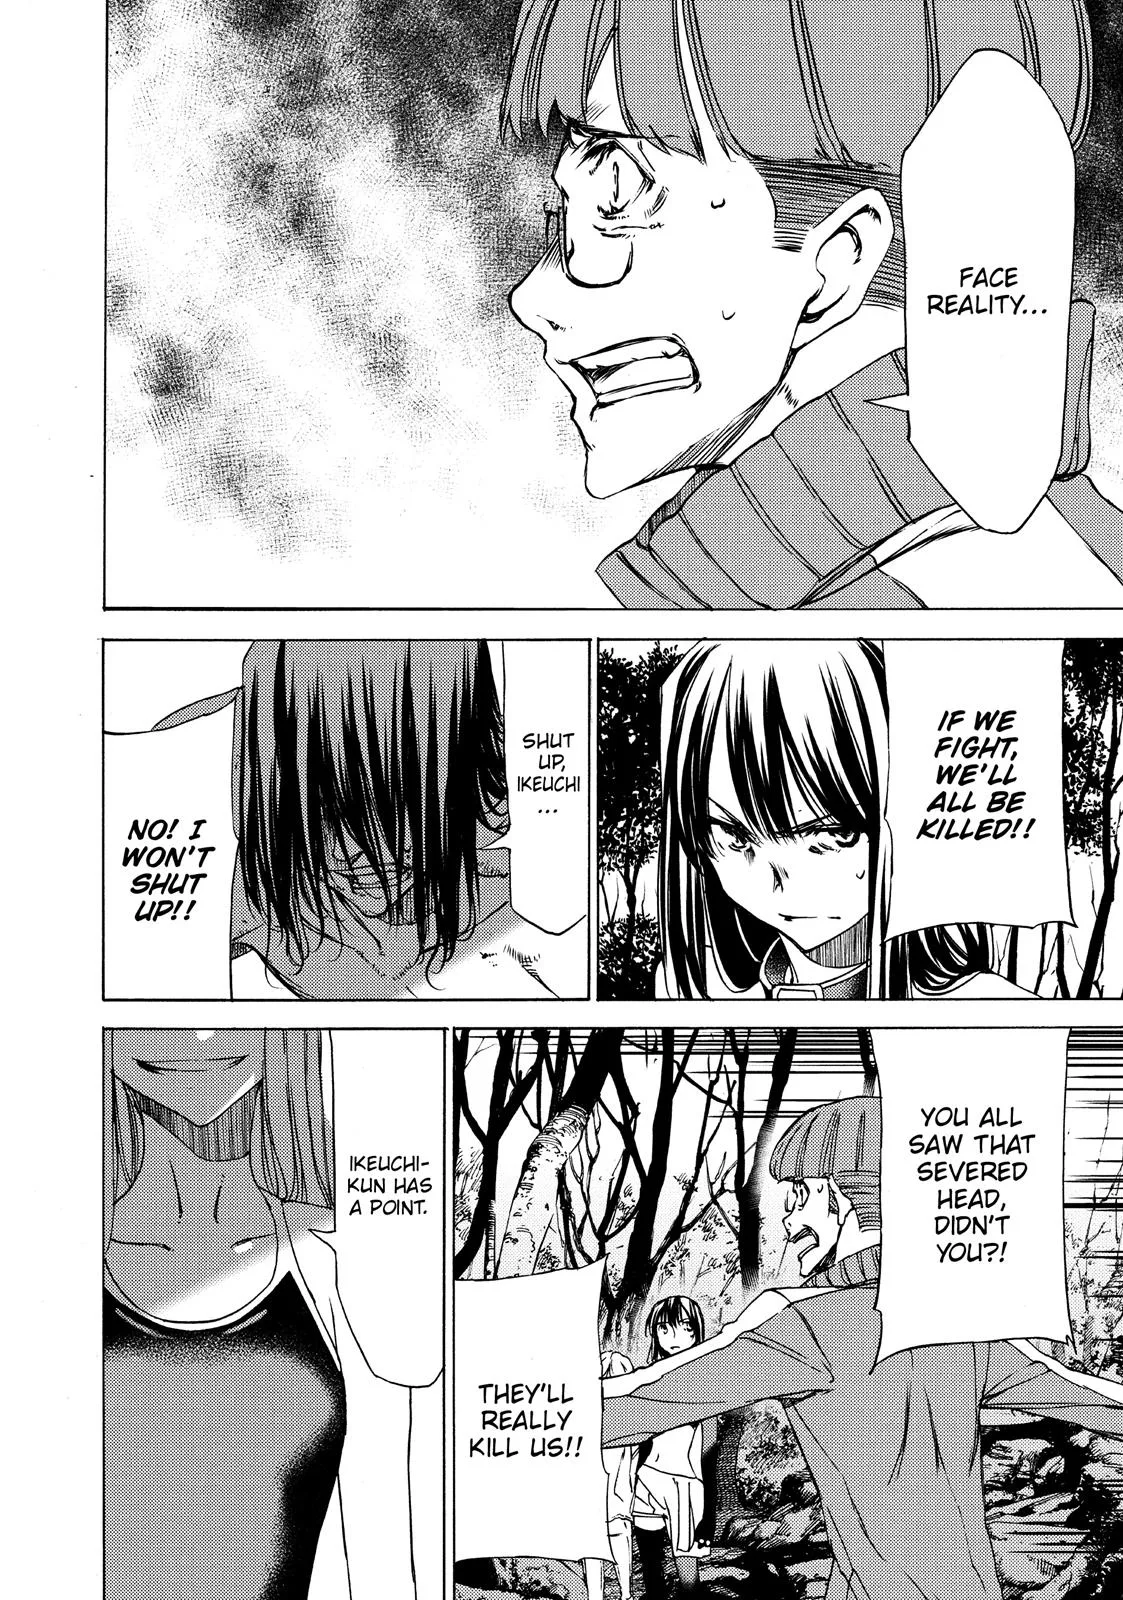 FACE
REALITY...
IF WE
FIGHT,
WE'LL
ALL BE
KILLED!!
SHUT
UP,
IKEUCHI
...
NO! I
WON'T
SHUT
UP!!
YOU ALL
SAW THAT
SEVERED
HEAD,
DIDN'T
YOU?!
THEY'LL
REALLY
KILL US!!
IKEUCHI-
KUN HAS
A POINT.